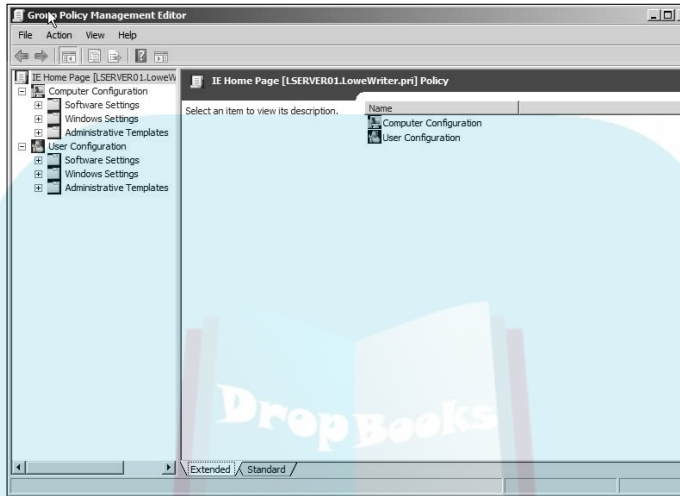 Group Policy Management Editor
File Action View Help
IE Home Page [LSERVER01.LoweW
Computer Configuration
Software Settings
Windows Settings
Administrative Templates
User Configuration
Software Settings
Windows Settings
Administrative Templates
IE Home Page [LSERVER01.LoweWriter.pri] Policy
Select an item to view its description.
Name
Computer Configuration
User Configuration
DropBooks
Extended Standard